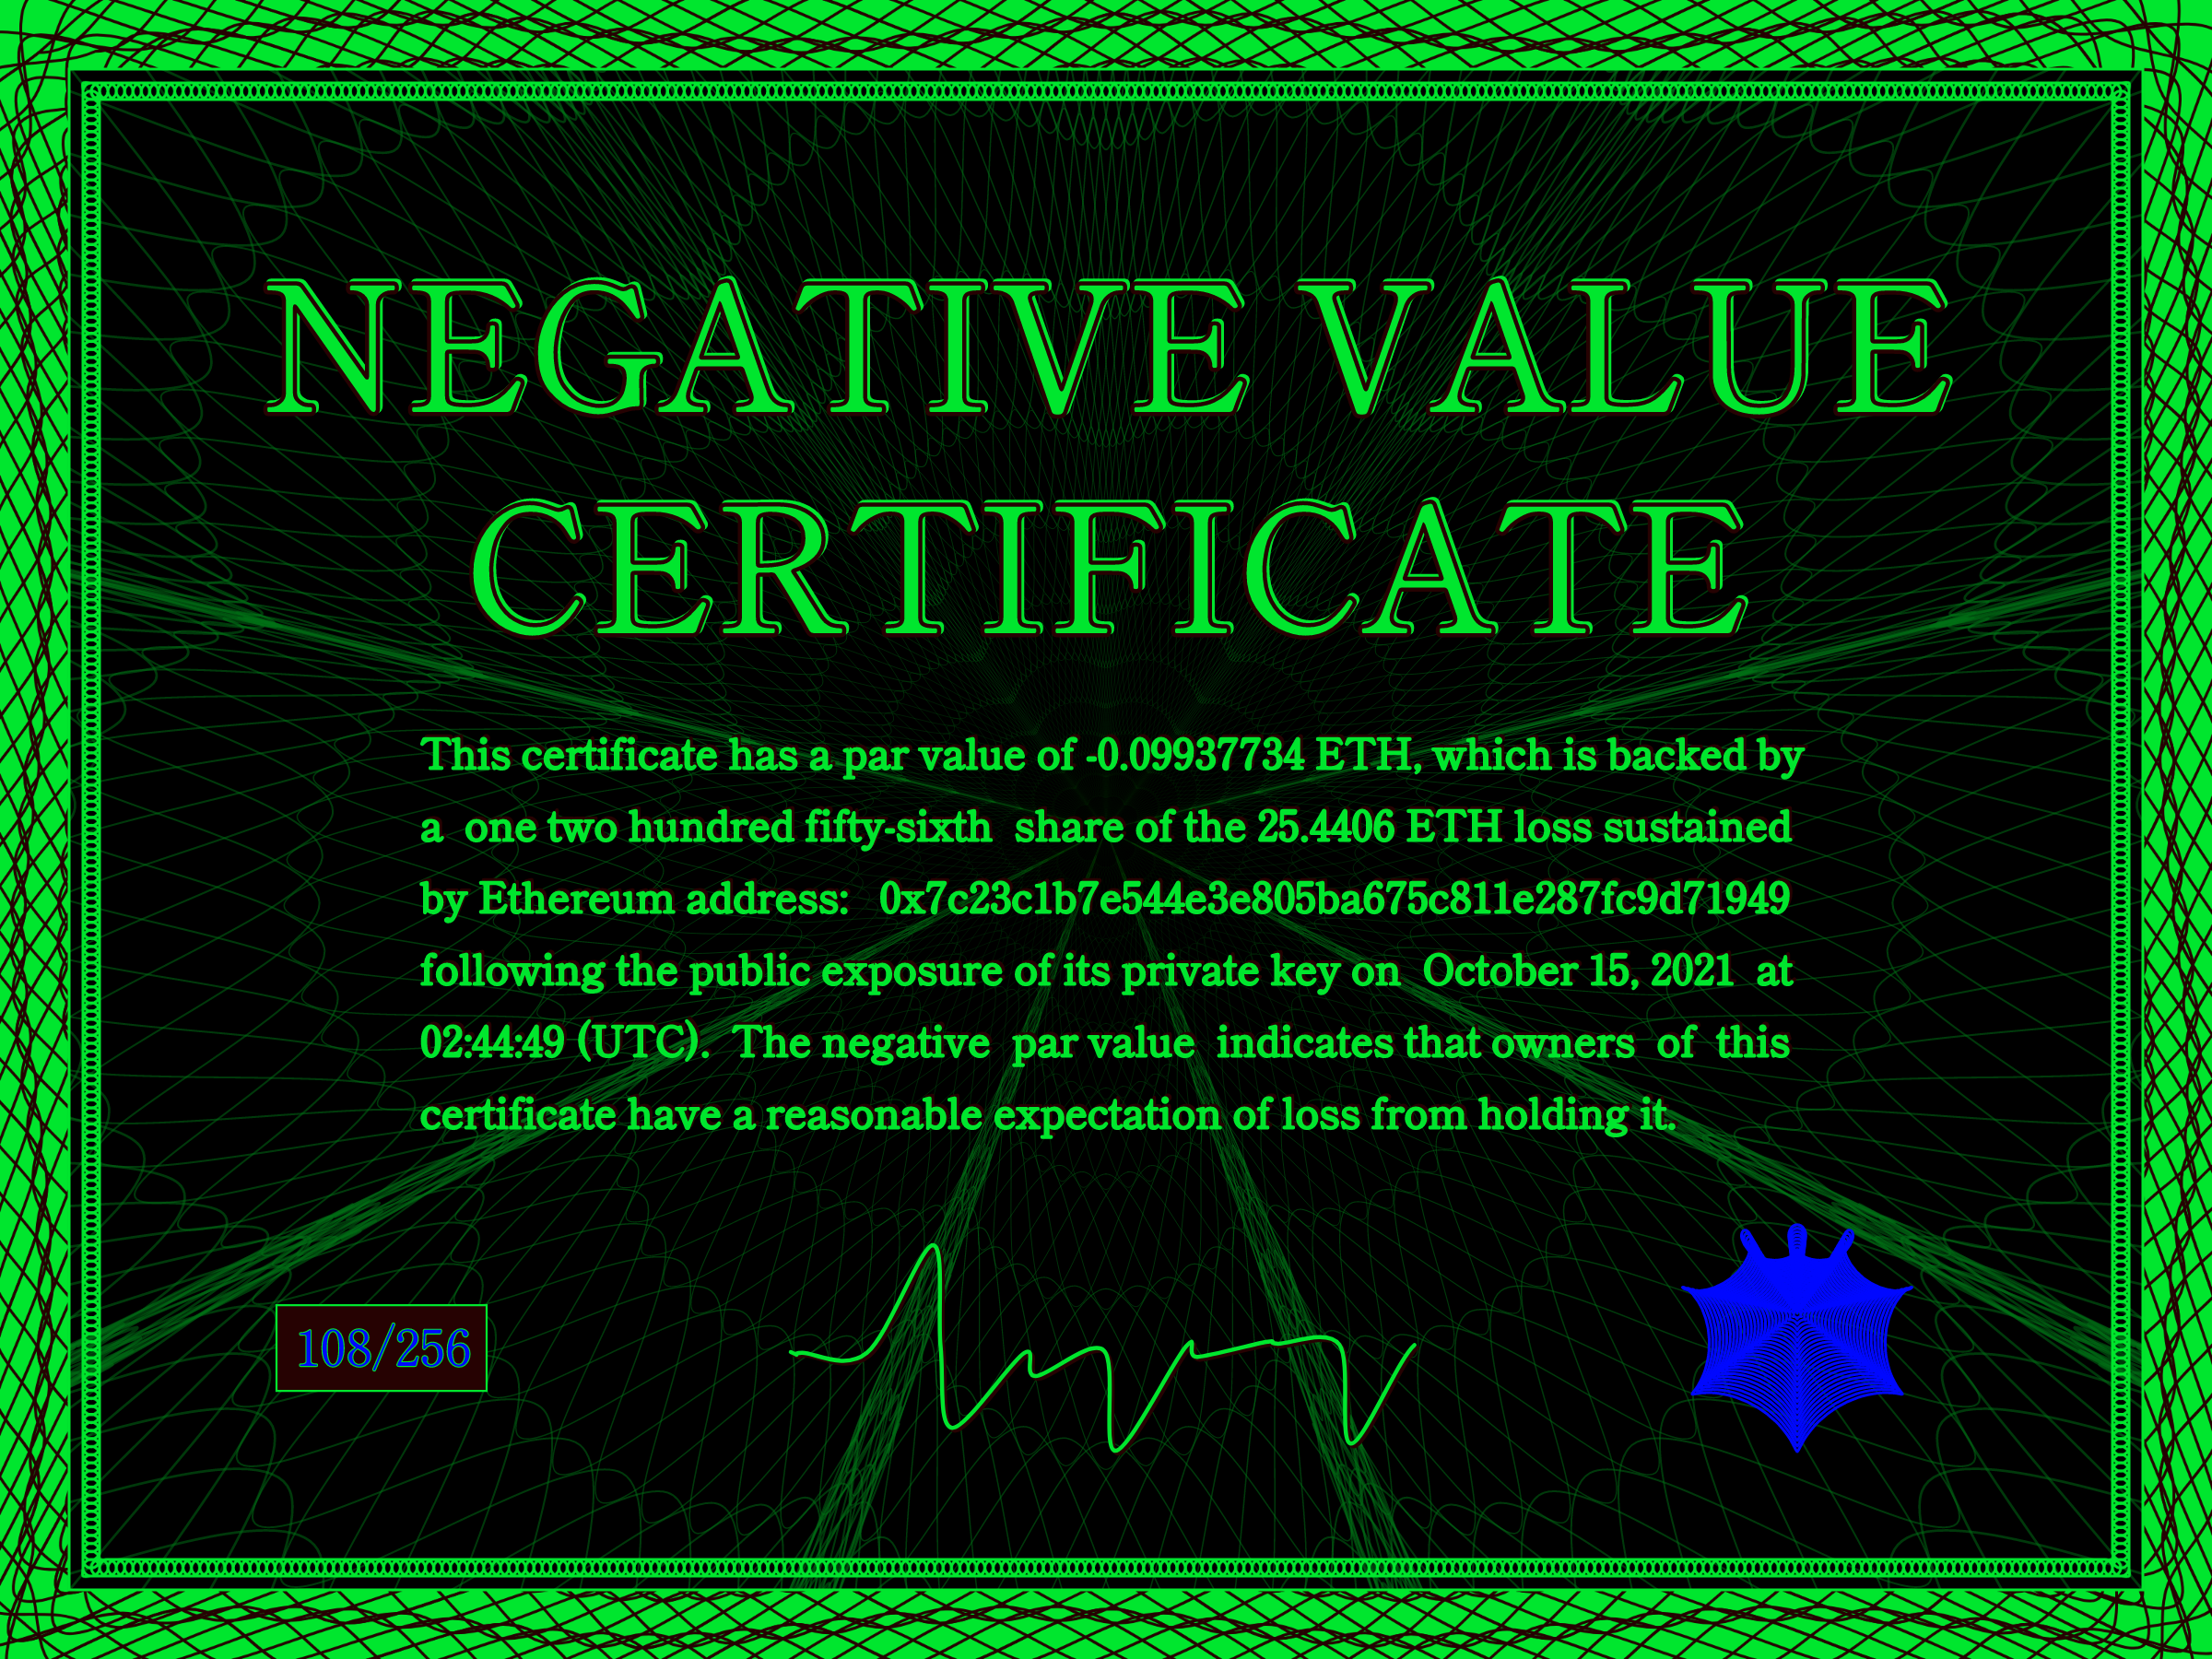 NEGATIVE VALUE
CERTIFICATE
This certificate has a par value of -0.09937734 ETH, which is backed by
a one two hundred fifty-sixth share of the 25.4406 ETH loss sustained
by Ethereum address: 0x7c23c1b7e544e3e805ba675c811e287fc9d71949
following the public exposure of its private key on October 15, 2021 at
02:44:49 (UTC). The negative par value indicates that owners of this
certificate have a reasonable expectation of loss from holding it.
108/256